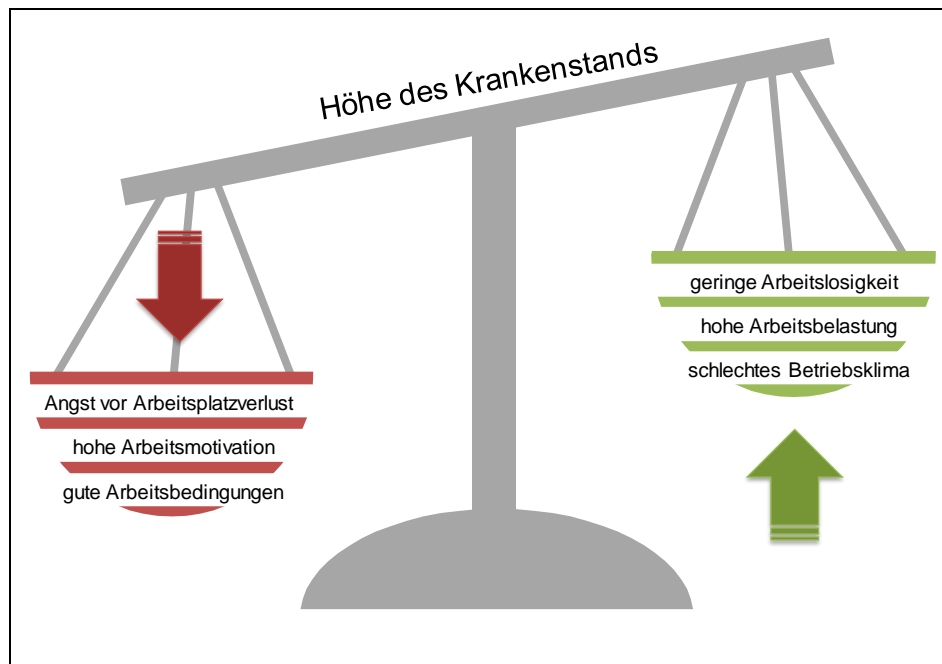 Höhe des Krankenstands
Angst vor Arbeitsplatzverlust
hohe Arbeitsmotivation
gute Arbeitsbedingungen
geringe Arbeitslosigkeit
hohe Arbeitsbelastung
schlechtes Betriebsklima